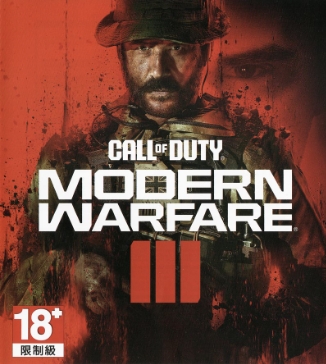 CALL OF DUTY
MODERN
WARFARE®
III
18+
限制級